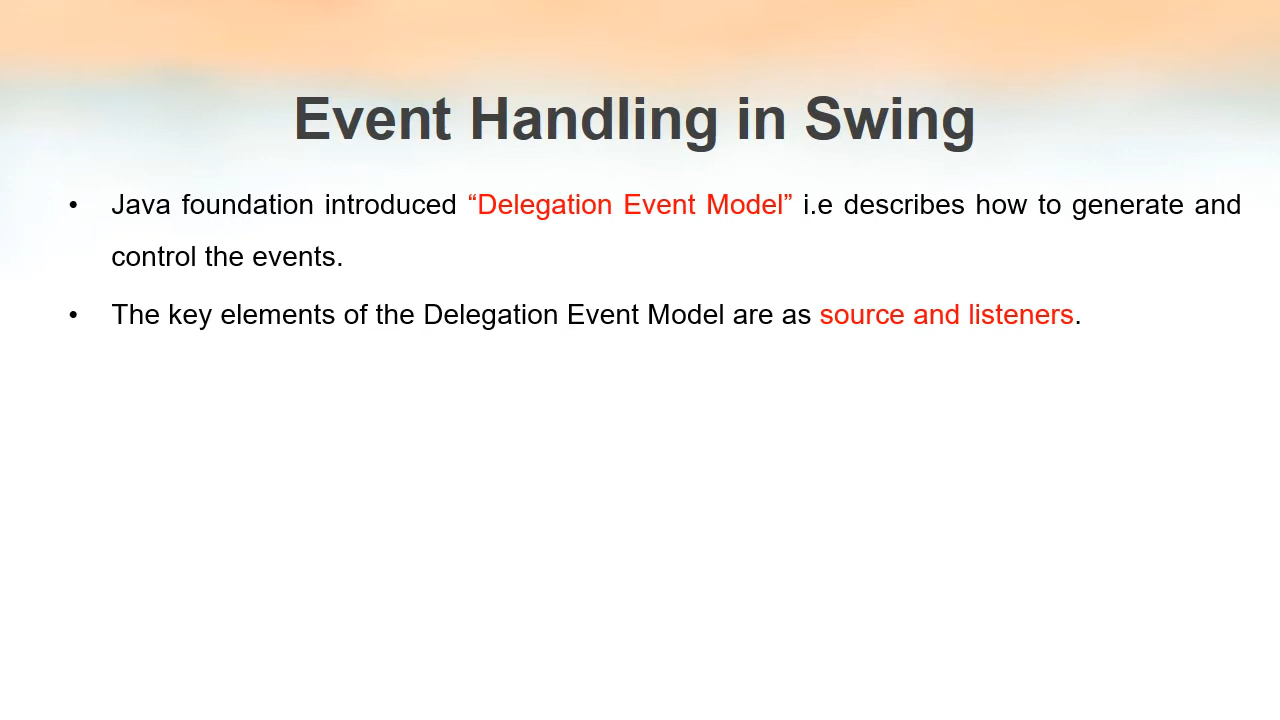 Event Handling in Swing
• Java foundation introduced “Delegation Event Model” i.e describes how to generate and
control the events.
• The key elements of the Delegation Event Model are as source and listeners.